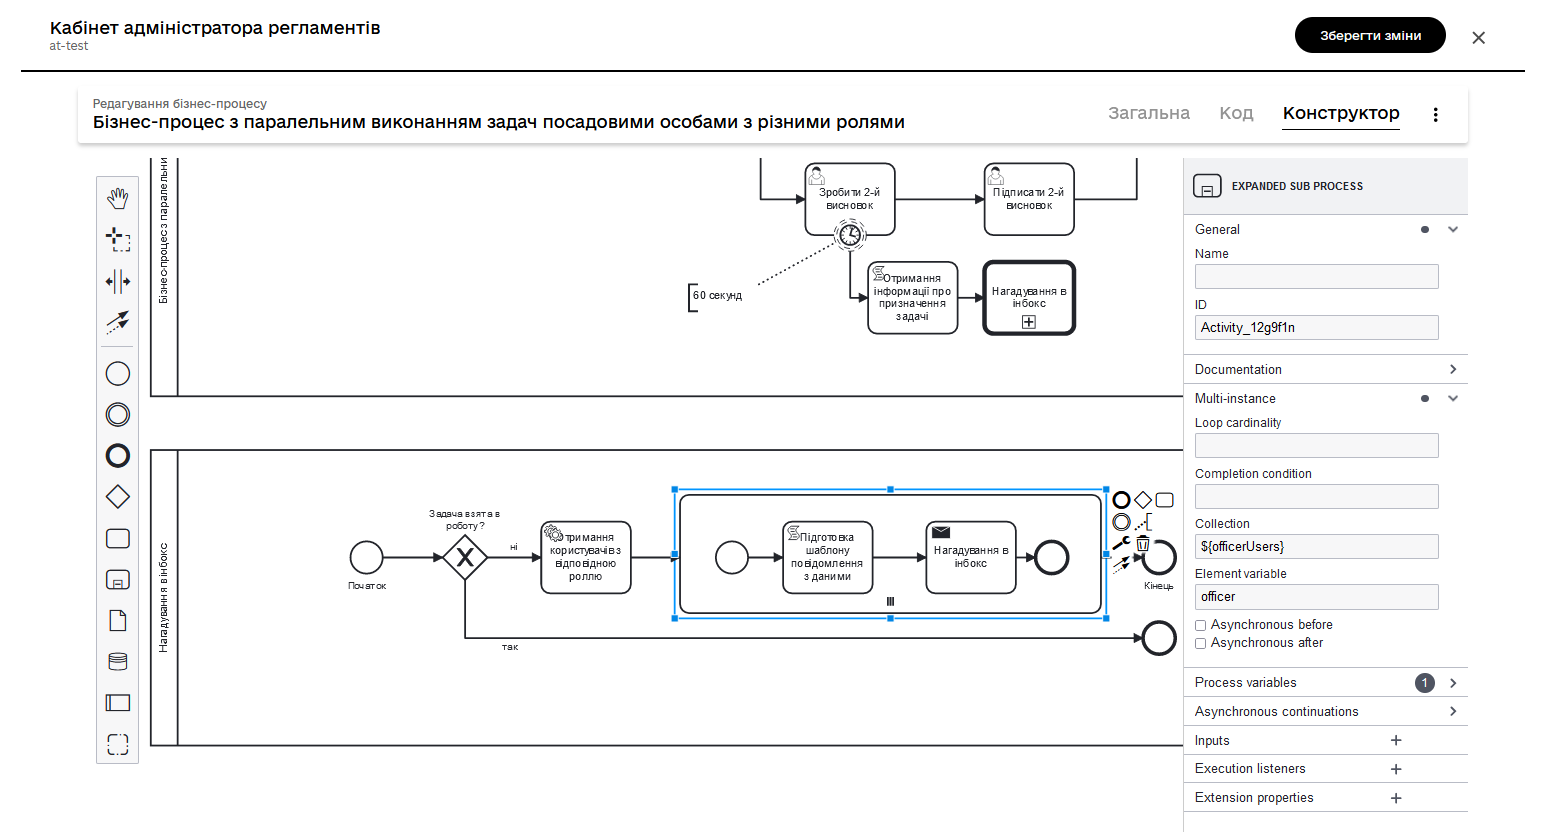 Кабінет адміністратора регламентів
at-test
Зберегти зміни
Редагування бізнес-процесу
Бізнес-процес з паралельним виконанням задач посадовими особами з різними ролями
Загальна
Код
Конструктор
Бізнес-процес з паралельни
Зробити 2-й
висновок
Підписати 2-й
висновок
60 секунд
Отримання
інформації про
призначення
задачі
Нагадування в
інбокс
Нагадування в інбокс
Початок
Задача взята в
роботу?
ні
так
Отримання
користувачів з
відповідною
роллю
Підготовка
шаблону
повідомлення
з даними
Нагадування в
інбокс
Кінець
EXPANDED SUB PROCESS
General
Name
ID
Activity_12g9f1n
Documentation
Multi-instance
Loop cardinality
Completion condition
Collection
${officerUsers}
Element variable
officer
Asynchronous before
Asynchronous after
Process variables
1
Asynchronous continuations
Inputs
Execution listeners
Extension properties